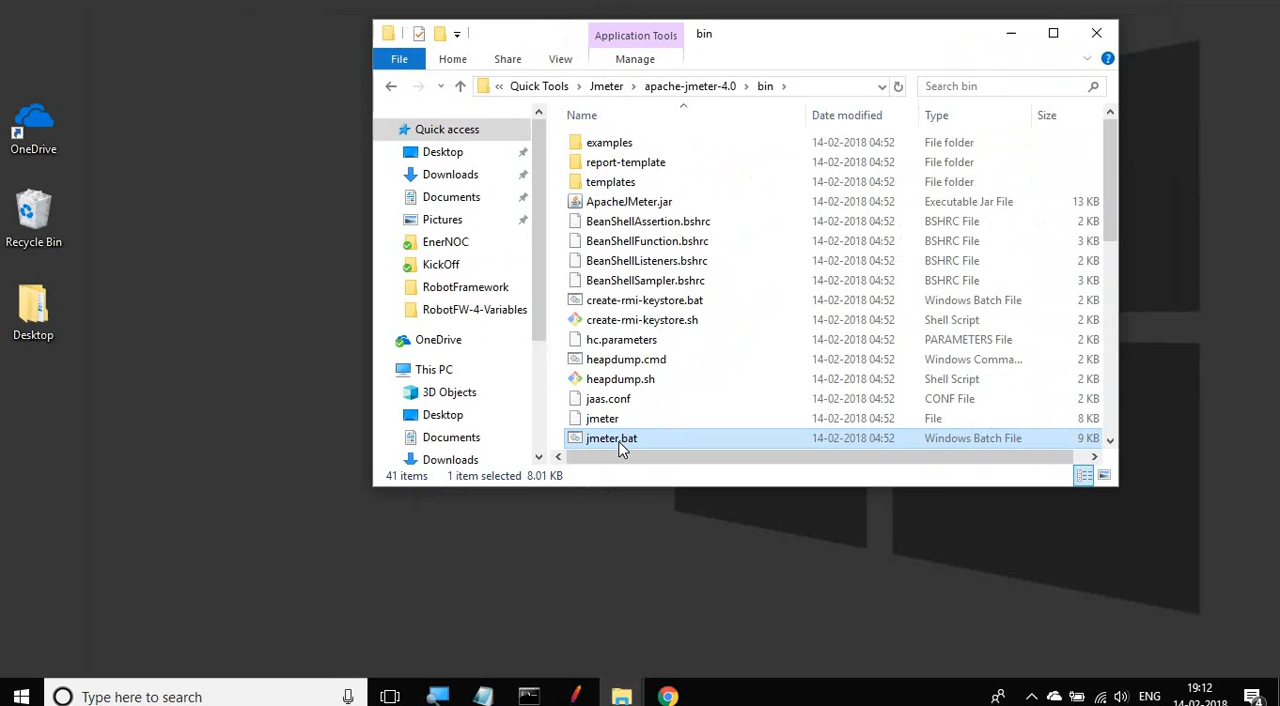 Application Tools
bin
File
Home
Share
View
Manage
« Quick Tools > Jmeter > apache-jmeter-4.0 > bin >
Search bin
Name
Date modified
Type
Size
Quick access
Desktop
Downloads
Documents
Pictures
EnerNOC
KickOff
RobotFramework
RobotFW-4-Variables
OneDrive
This PC
3D Objects
Desktop
Documents
Downloads
examples 14-02-2018 04:52 File folder
report-template 14-02-2018 04:52 File folder
templates 14-02-2018 04:52 File folder
ApacheJMeter.jar 14-02-2018 04:52 Executable Jar File 13 KB
BeanShellAssertion.bshrc 14-02-2018 04:52 BSHRC File 2 KB
BeanShellFunction.bshrc 14-02-2018 04:52 BSHRC File 3 KB
BeanShellListeners.bshrc 14-02-2018 04:52 BSHRC File 2 KB
BeanShellSampler.bshrc 14-02-2018 04:52 BSHRC File 3 KB
create-rmi-keystore.bat 14-02-2018 04:52 Windows Batch File 2 KB
create-rmi-keystore.sh 14-02-2018 04:52 Shell Script 2 KB
hc.parameters 14-02-2018 04:52 PARAMETERS File 2 KB
heapdump.cmd 14-02-2018 04:52 Windows Comma... 2 KB
heapdump.sh 14-02-2018 04:52 Shell Script 2 KB
jaas.conf 14-02-2018 04:52 CONF File 2 KB
jmeter 14-02-2018 04:52 File 8 KB
jmeter.bat 14-02-2018 04:52 Windows Batch File 9 KB
41 items 1 item selected 8.01 KB
OneDrive
Recycle Bin
Desktop
Type here to search
ENG
19:12
14-02-2018
4